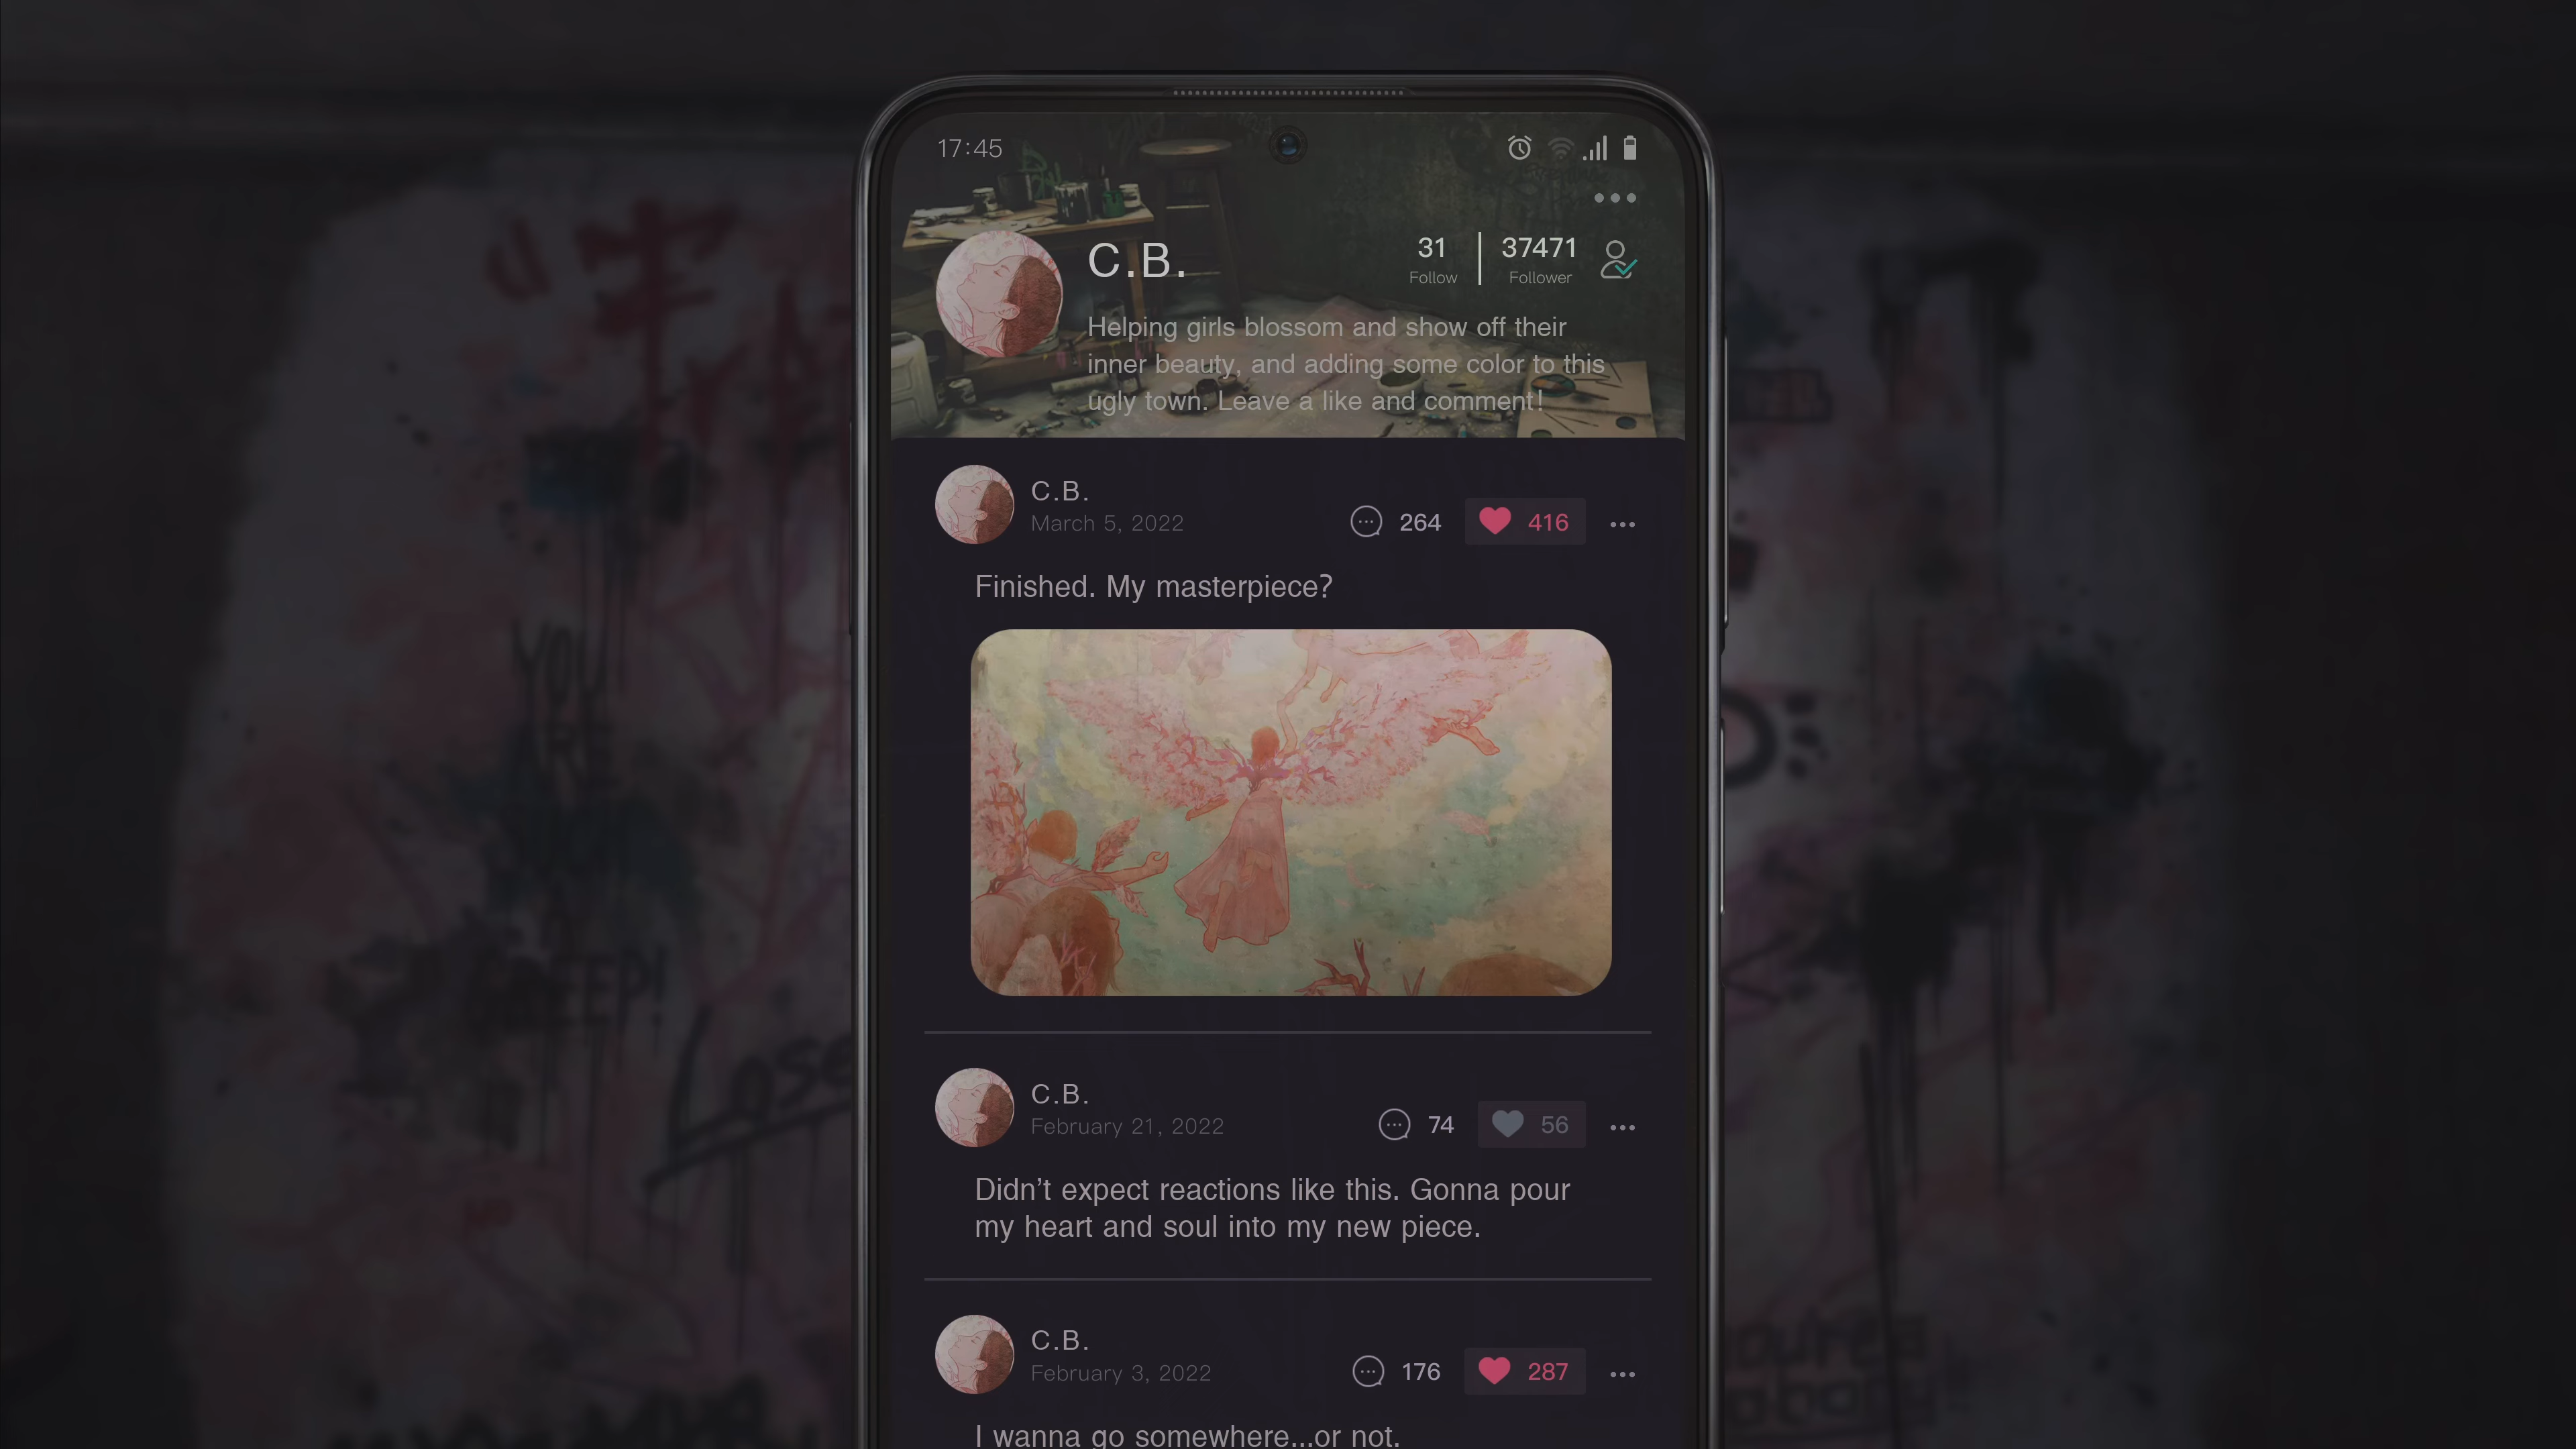 17:45
C.B.
31
Follow
37471
Follower
Helping girls blossom and show off their
inner beauty, and adding some color to this
ugly town. Leave a like and comment!
C.B.
March 5, 2022
264
416
Finished. My masterpiece?
C.B.
February 21, 2022
74
56
Didn’t expect reactions like this. Gonna pour
my heart and soul into my new piece.
C.B.
February 3, 2022
176
287
I wanna go somewhere...or not.
YOU
ARE